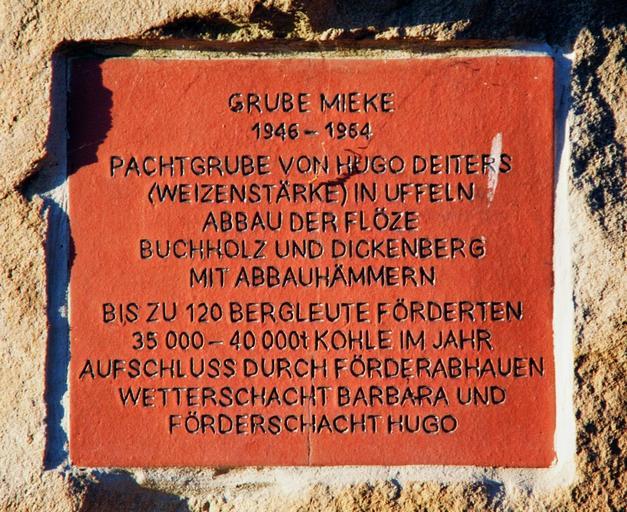 GRUBE MIEKE
1946 – 1964
PACHTGRUBE VON HUGO DEITERS
(WEIZENSTÄRKE) IN UFFELN
ABBAU DER FLÖZE
BUCHHOLZ UND DICKENBERG
MIT ABBAUHÄMMERN
BIS ZU 120 BERGLEUTE FÖRDERTEN
35 000 – 40 000t KOHLE IM JAHR
AUFSCHLUSS DURCH FÖRDERABHAUEN
WETTERSCHACHT BARBARA UND
FÖRDERSCHACHT HUGO